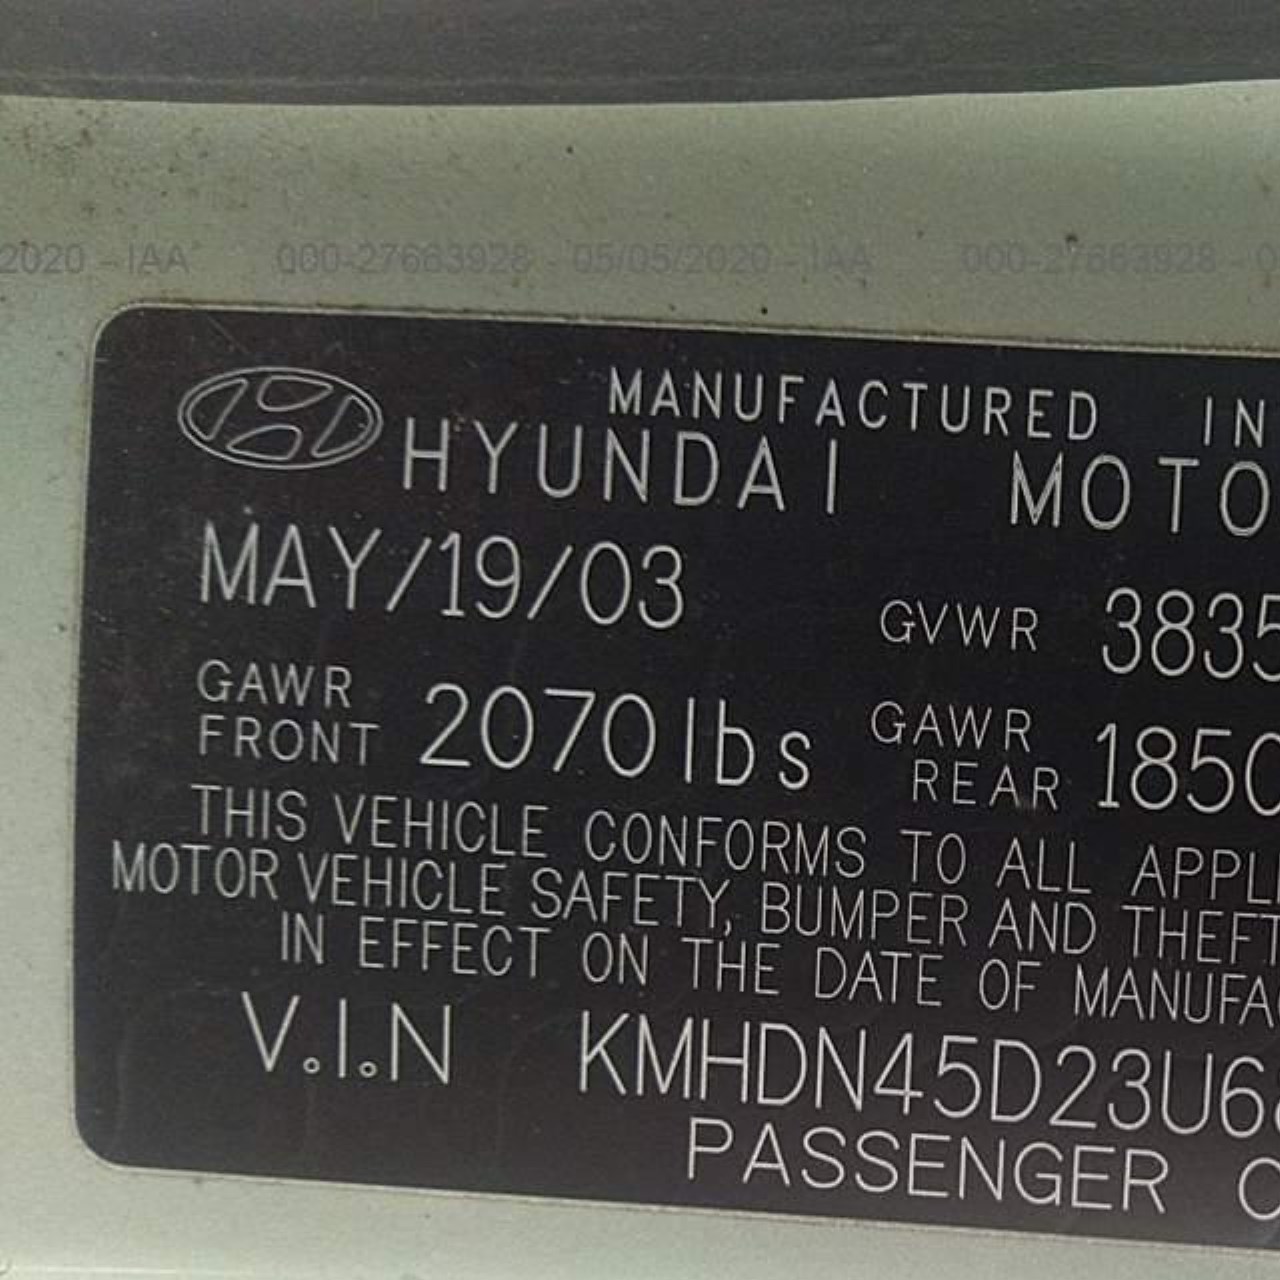 2020 - IAA 000-27663928 - 05/05/2020 - IAA 000-27663928 - 0
MANUFACTURED IN
HYUNDAI MOTO
MAY/19/03 GVWR 3835
GAWR FRONT 2070 lbs GAWR REAR 1850
THIS VEHICLE CONFORMS TO ALL APPLI
MOTOR VEHICLE SAFETY, BUMPER AND THEFT
IN EFFECT ON THE DATE OF MANUFA
V.I.N KMHDN45D23U6
PASSENGER C